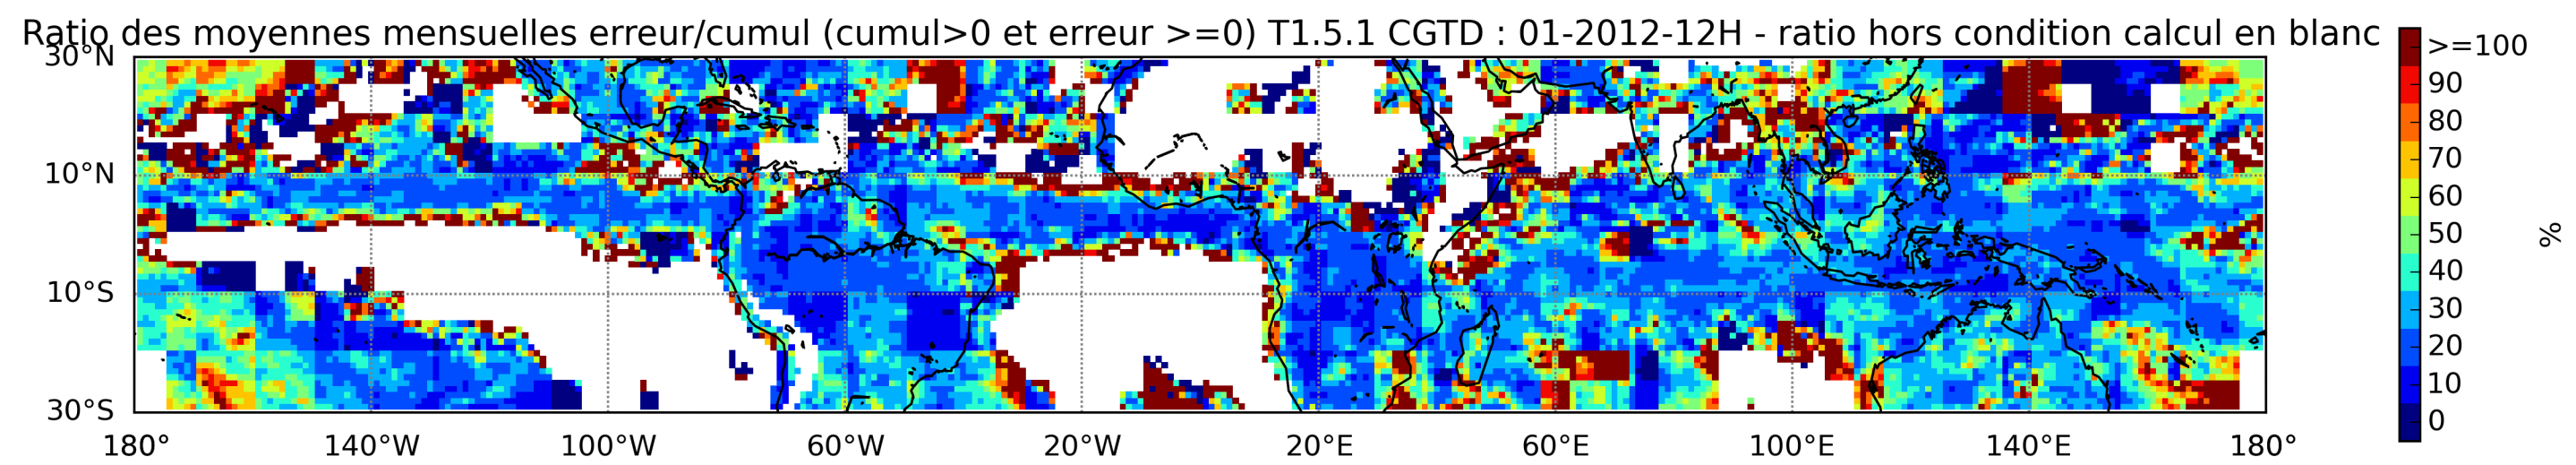 Ratio des moyennes mensuelles erreur/cumul (cumul>0 et erreur >=0) T1.5.1 CGTD : 01-2012-12H - ratio hors condition calcul en blanc
30°N
10°N
10°S
30°S
180°
140°W
100°W
60°W
20°W
20°E
60°E
100°E
140°E
180°
>=100
90
80
70
60
50
40
30
20
10
0
%